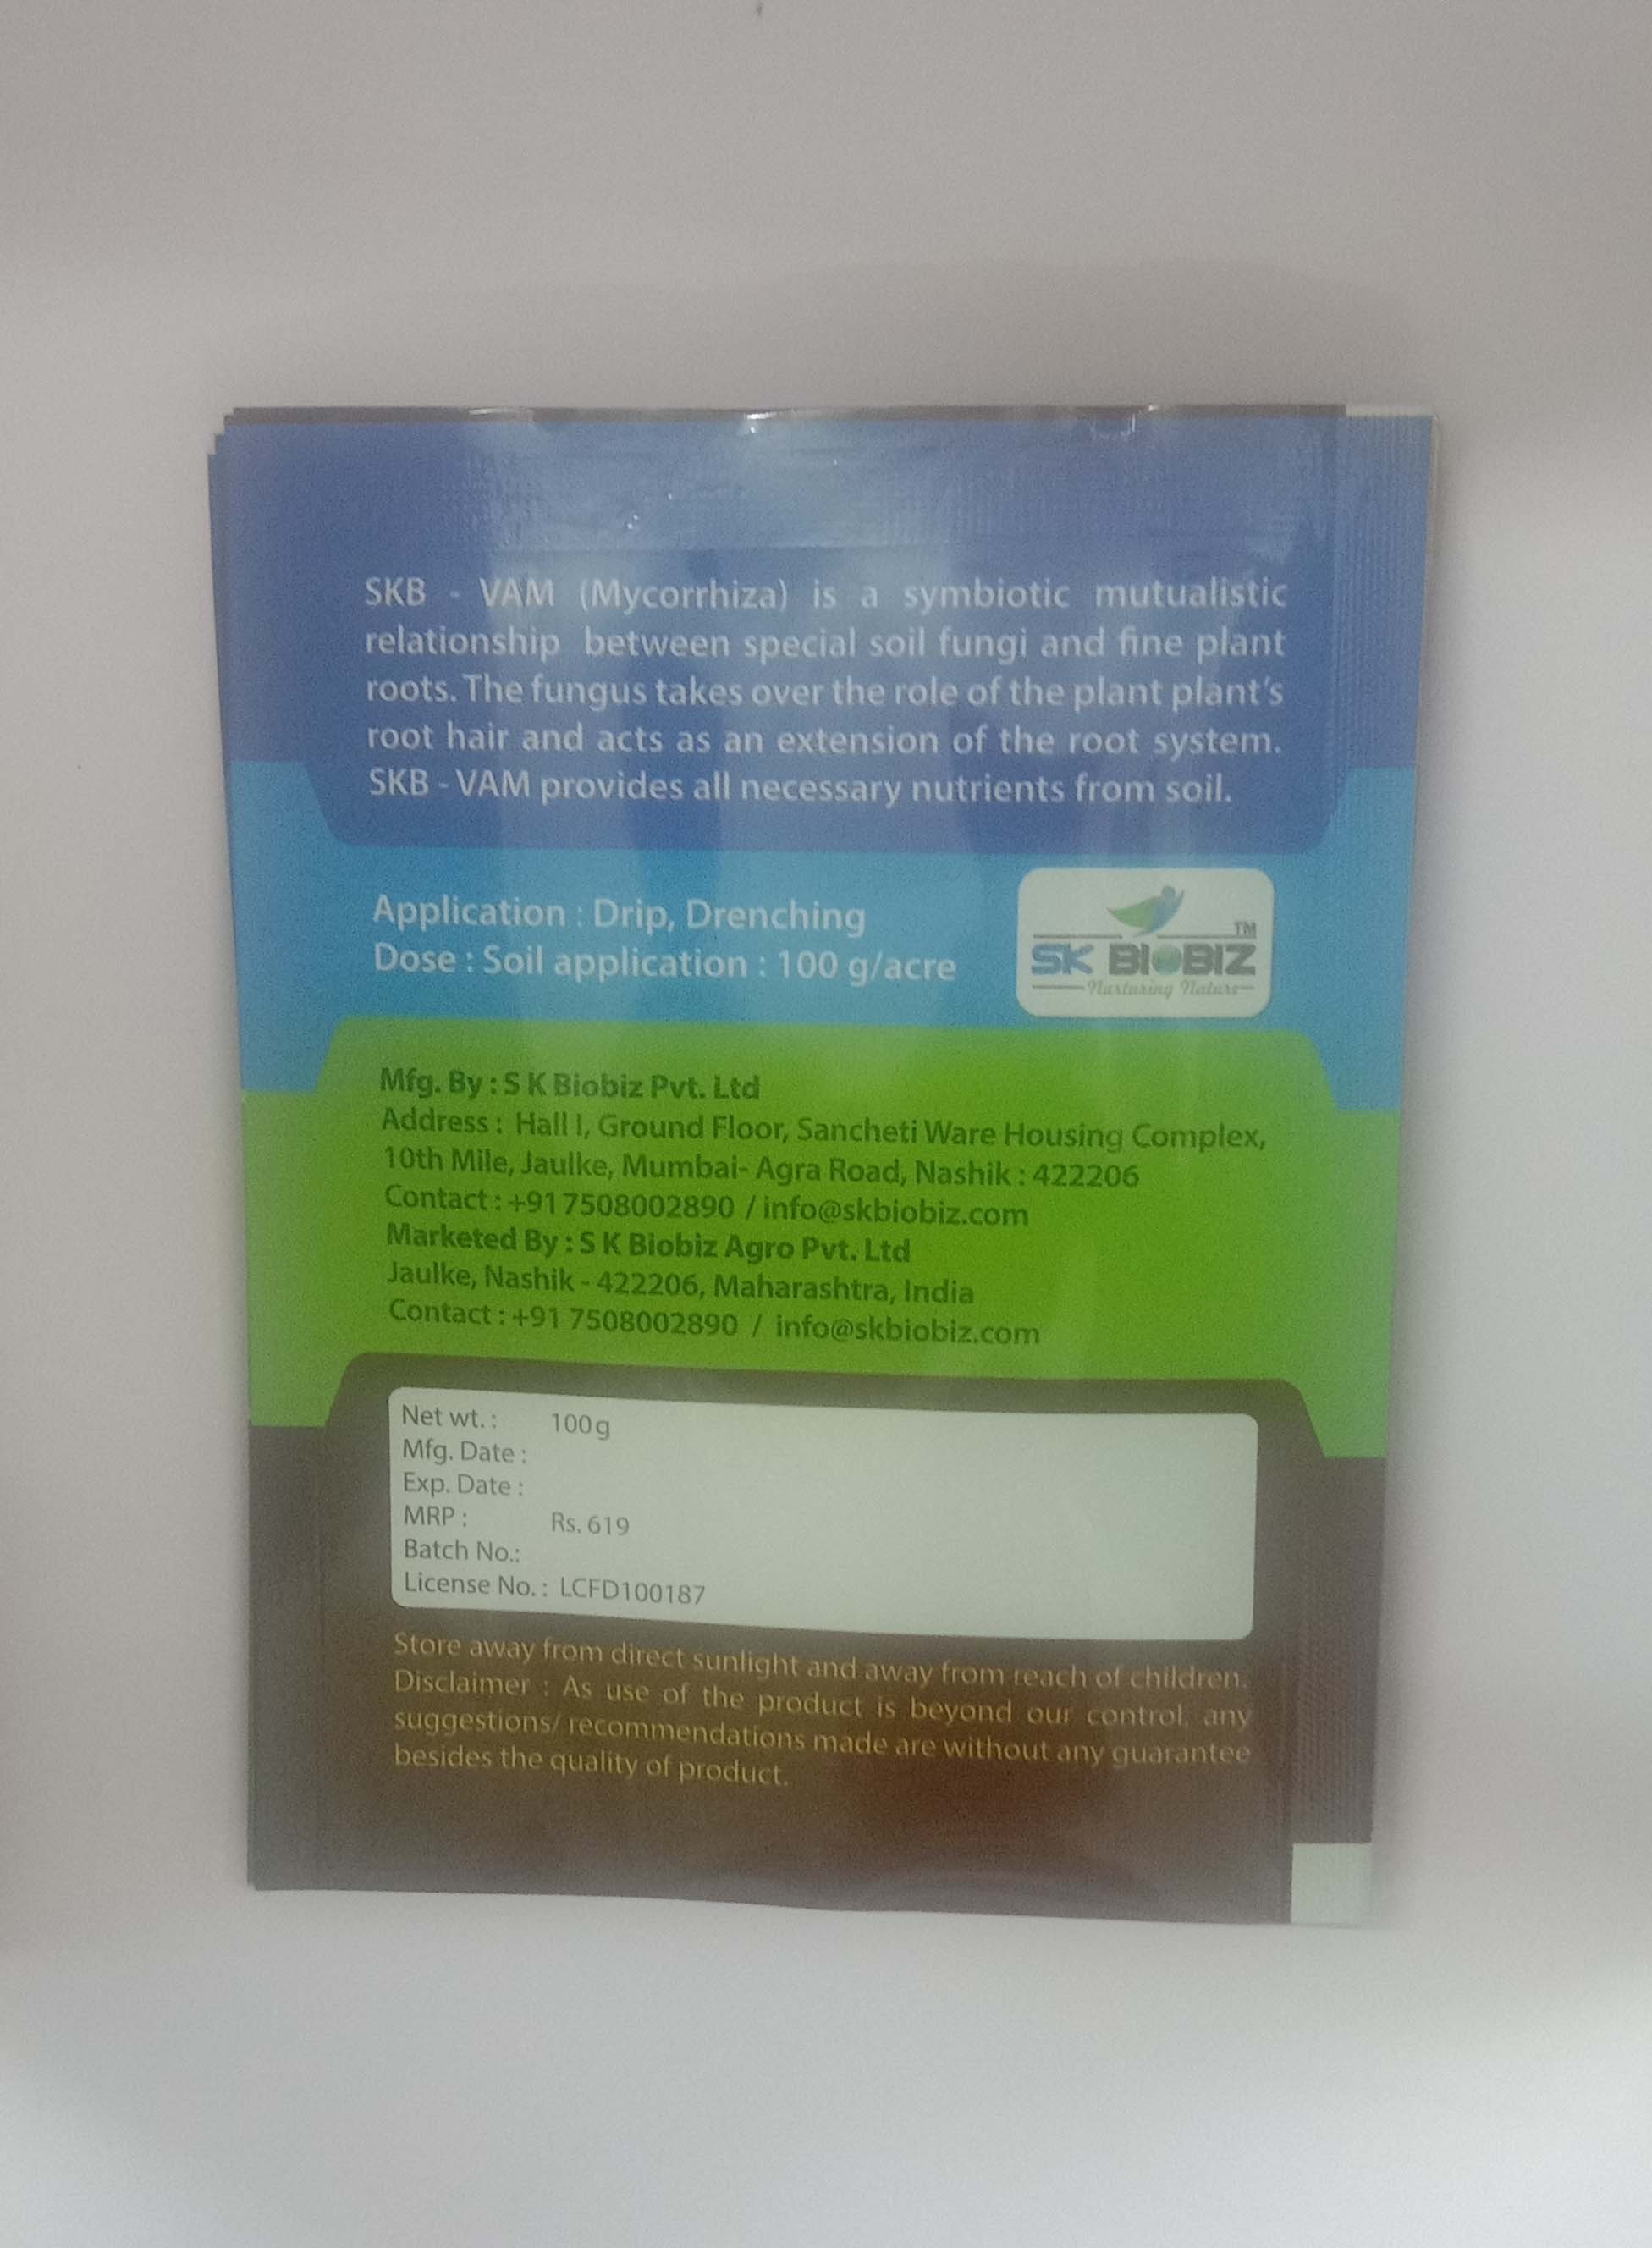 SKB - VAM (Mycorrhiza) is a symbiotic mutualistic
relationship between special soil fungi and fine plant
roots. The fungus takes over the role of the plant plant's
root hair and acts as an extension of the root system.
SKB - VAM provides all necessary nutrients from soil.
Application : Drip, Drenching
Dose : Soil application : 100 g/acre
TM
SK BIOBIZ
Nurturing Nature
Mfg. By : S K Biobiz Pvt. Ltd
Address : Hall I, Ground Floor, Sancheti Ware Housing Complex,
10th Mile, Jaulke, Mumbai- Agra Road, Nashik : 422206
Contact : +91 7508002890 / info@skbiobiz.com
Marketed By : S K Biobiz Agro Pvt. Ltd
Jaulke, Nashik - 422206, Maharashtra, India
Contact : +91 7508002890 / info@skbiobiz.com
Net wt. : 100g
Mfg. Date :
Exp. Date :
MRP : Rs. 619
Batch No.:
License No. : LCFD100187
Store away from direct sunlight and away from reach of children.
Disclaimer : As use of the product is beyond our control, any
suggestions/ recommendations made are without any guarantee
besides the quality of product.